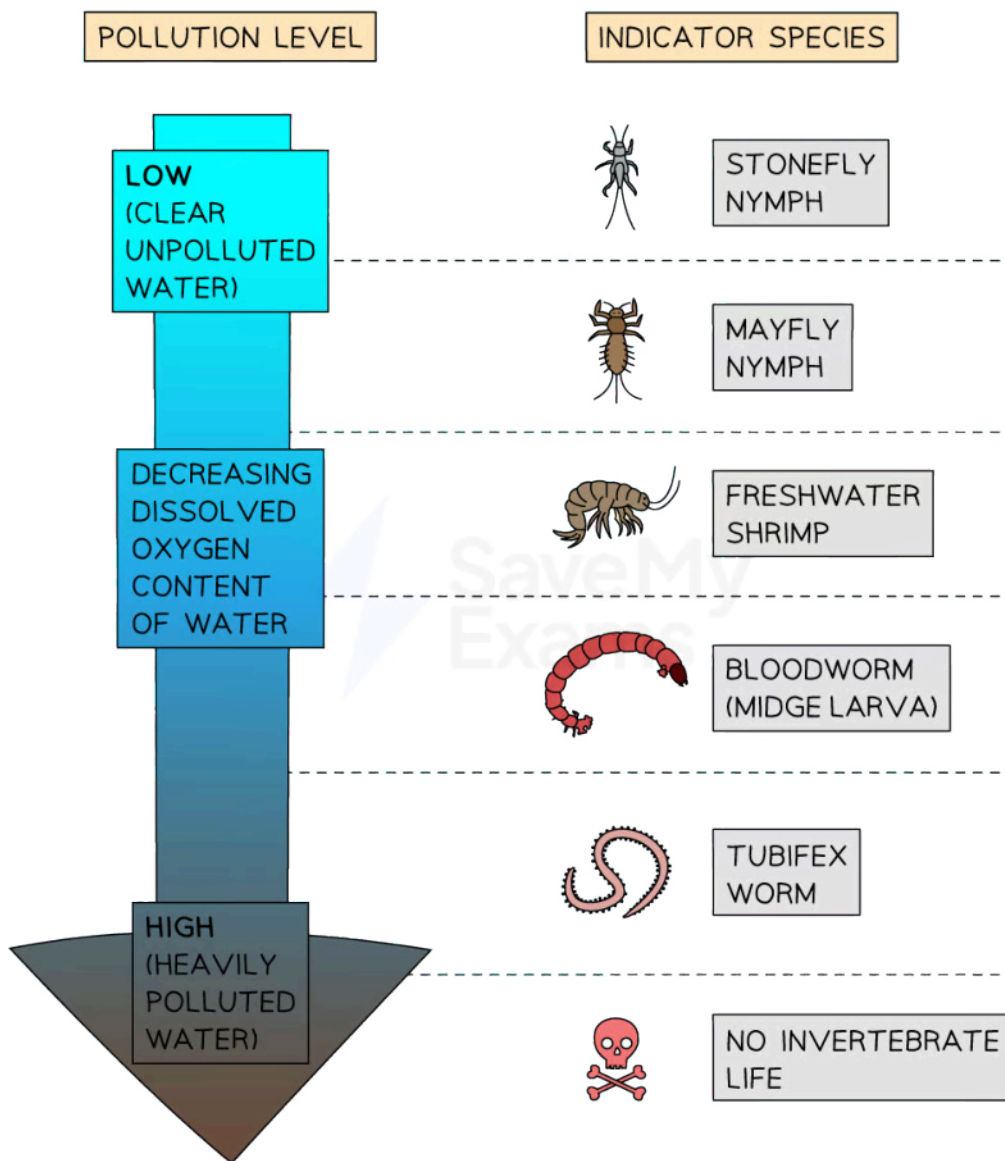 POLLUTION LEVEL
INDICATOR SPECIES
LOW
(CLEAR
UNPOLLUTED
WATER)
STONEFLY
NYMPH
MAYFLY
NYMPH
DECREASING
DISSOLVED
OXYGEN
CONTENT
OF WATER
FRESHWATER
SHRIMP
SaveMy
Exams
BLOODWORM
(MIDGE LARVA)
TUBIFEX
WORM
HIGH
(HEAVILY
POLLUTED
WATER)
NO INVERTEBRATE
LIFE